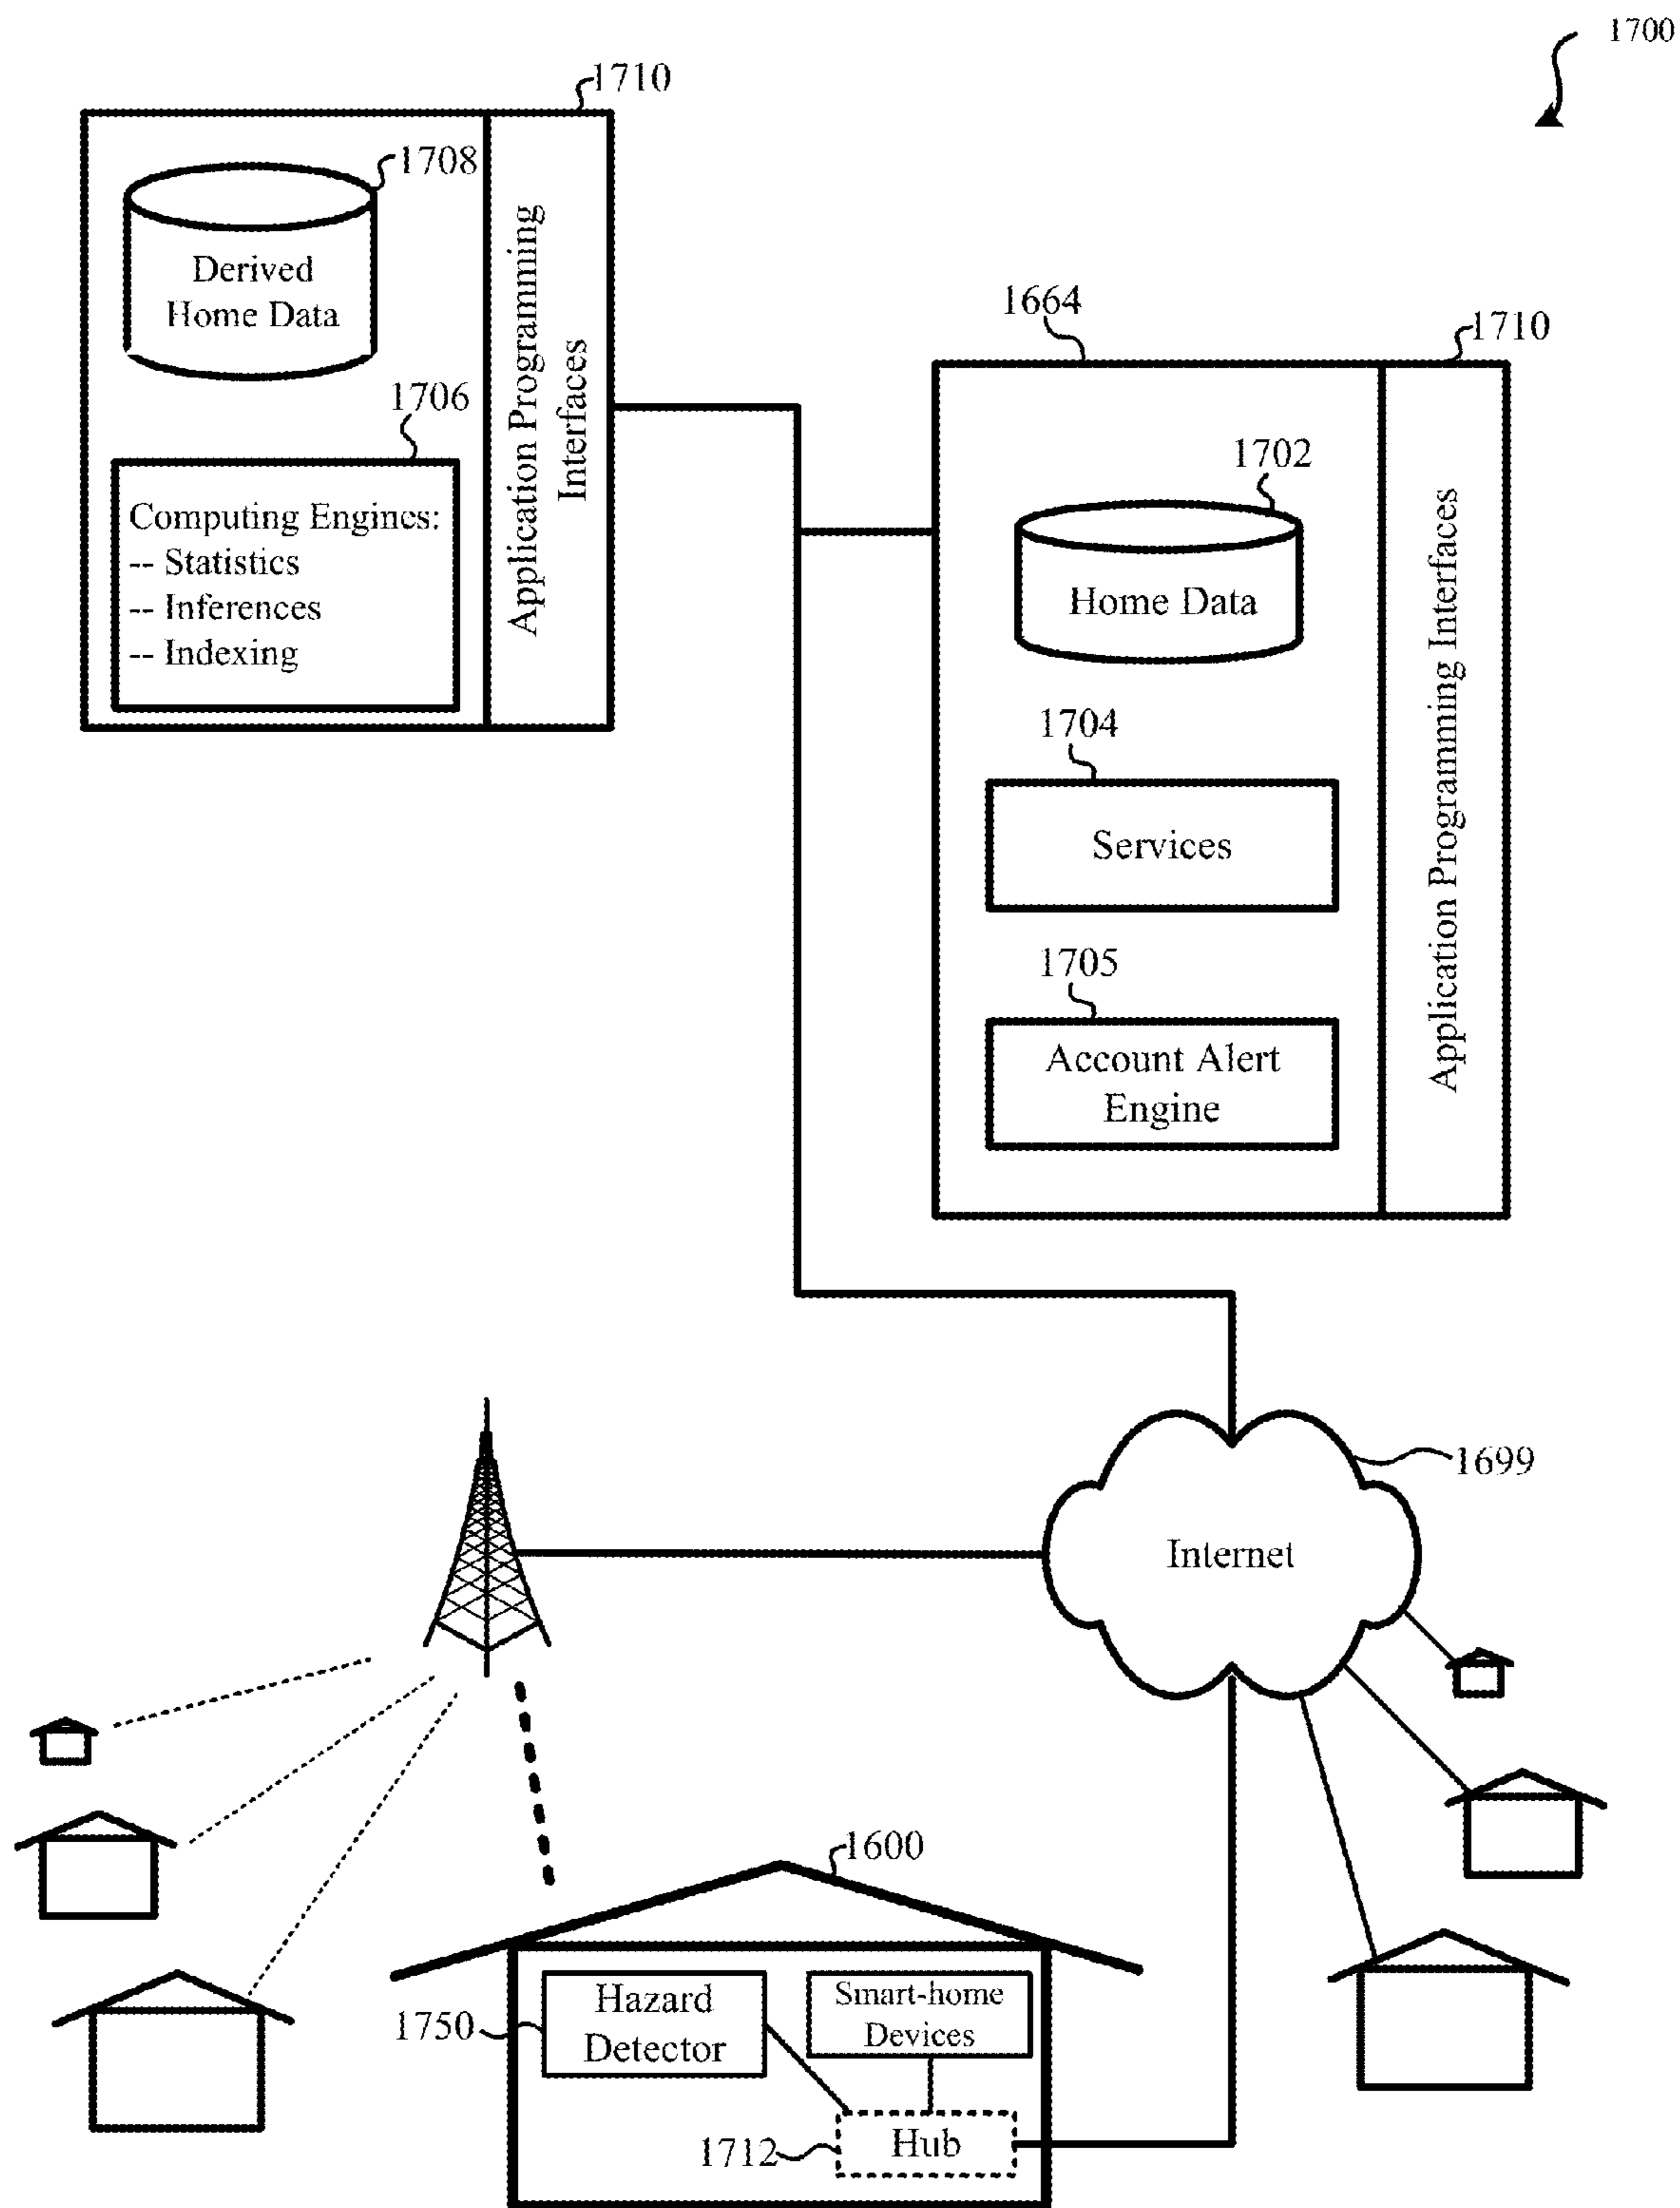 1700
1710
1708
Derived
Home Data
1706
Computing Engines:
-- Statistics
-- Inferences
-- Indexing
Application Programming
Interfaces
1664
1710
1702
Home Data
1704
Services
1705
Account Alert
Engine
Application Programming Interfaces
1699
Internet
1600
Hazard
Detector
1750
Smart-home
Devices
1712
Hub